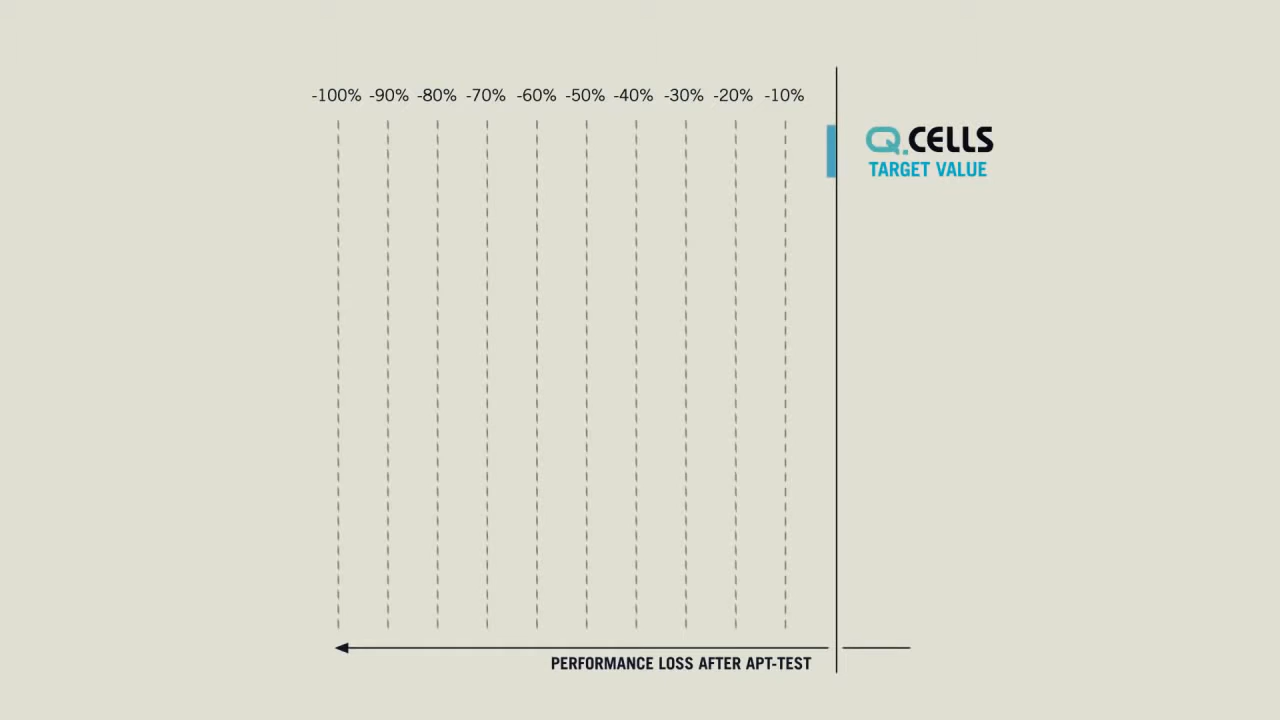 -100% -90% -80% -70% -60% -50% -40% -30% -20% -10%
Q.CELLS
TARGET VALUE
PERFORMANCE LOSS AFTER APT-TEST